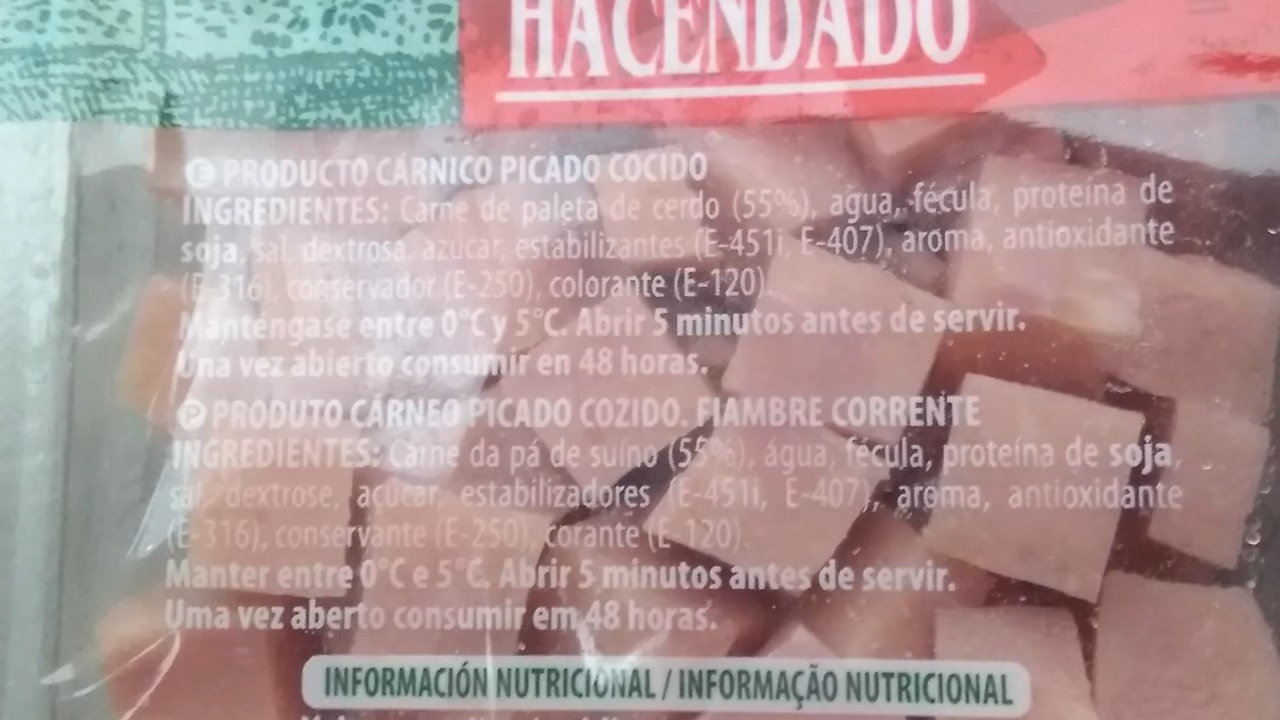 HACENDADO
E PRODUCTO CÁRNICO PICADO COCIDO
INGREDIENTES: Carne de paleta de cerdo (55%), agua, fécula, proteína de
soja, sal, dextrosa, azúcar, estabilizantes (E-451i, E-407), aroma, antioxidante
(E-316), conservador (E-250), colorante (E-120).
Manténgase entre 0°C y 5°C. Abrir 5 minutos antes de servir.
Una vez abierto consumir en 48 horas.
P PRODUTO CÁRNEO PICADO COZIDO. FIAMBRE CORRENTE
INGREDIENTES: Carne da pá de suíno (55%), água, fécula, proteína de soja,
sal, dextrose, açúcar, estabilizadores (E-451i, E-407), aroma, antioxidante
(E-316), conservante (E-250), corante (E-120).
Manter entre 0°C e 5°C. Abrir 5 minutos antes de servir.
Uma vez aberto consumir em 48 horas.
INFORMACIÓN NUTRICIONAL / INFORMAÇÃO NUTRICIONAL